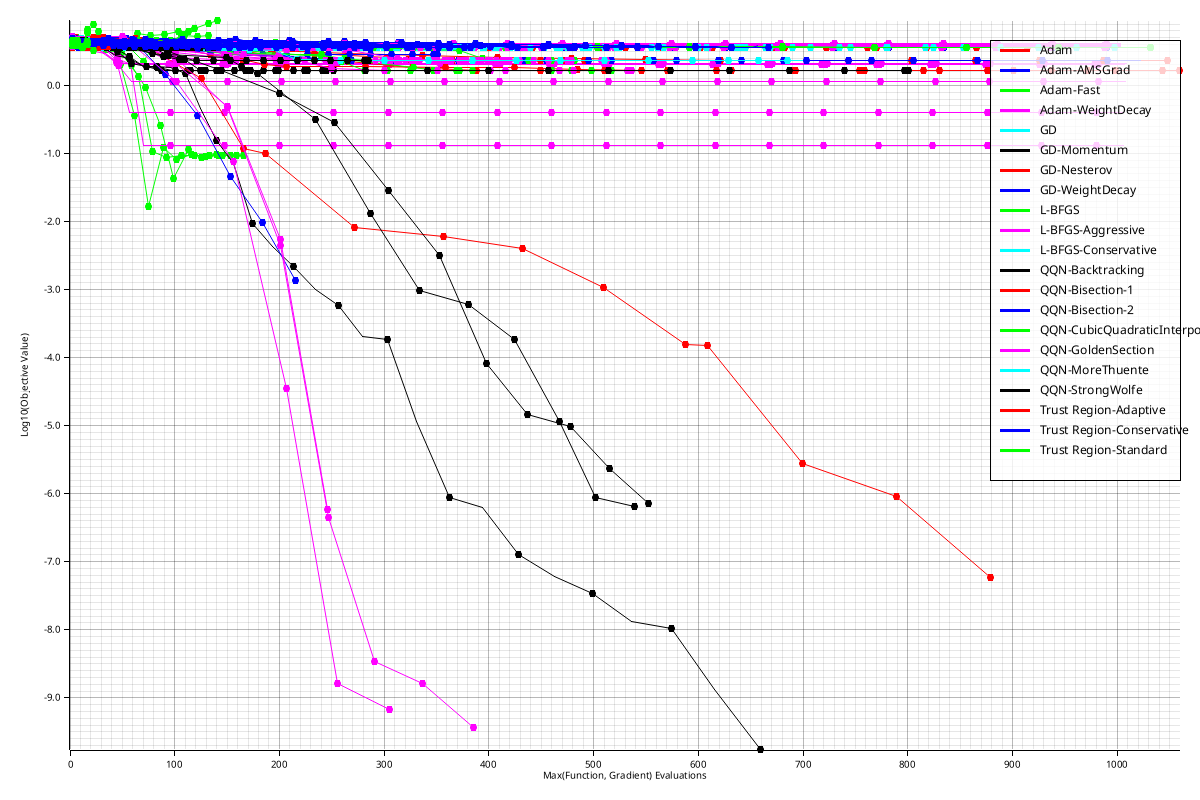 0.0
-1.0
-2.0
-3.0
-4.0
-5.0
-6.0
-7.0
-8.0
-9.0
Log10(Objective Value)
0
100
200
300
400
500
600
700
800
900
1000
Max(Function, Gradient) Evaluations
Adam
Adam-AMSGrad
Adam-Fast
Adam-WeightDecay
GD
GD-Momentum
GD-Nesterov
GD-WeightDecay
L-BFGS
L-BFGS-Aggressive
L-BFGS-Conservative
QQN-Backtracking
QQN-Bisection-1
QQN-Bisection-2
QQN-CubicQuadraticInterpo
QQN-GoldenSection
QQN-MoreThuente
QQN-StrongWolfe
Trust Region-Adaptive
Trust Region-Conservative
Trust Region-Standard